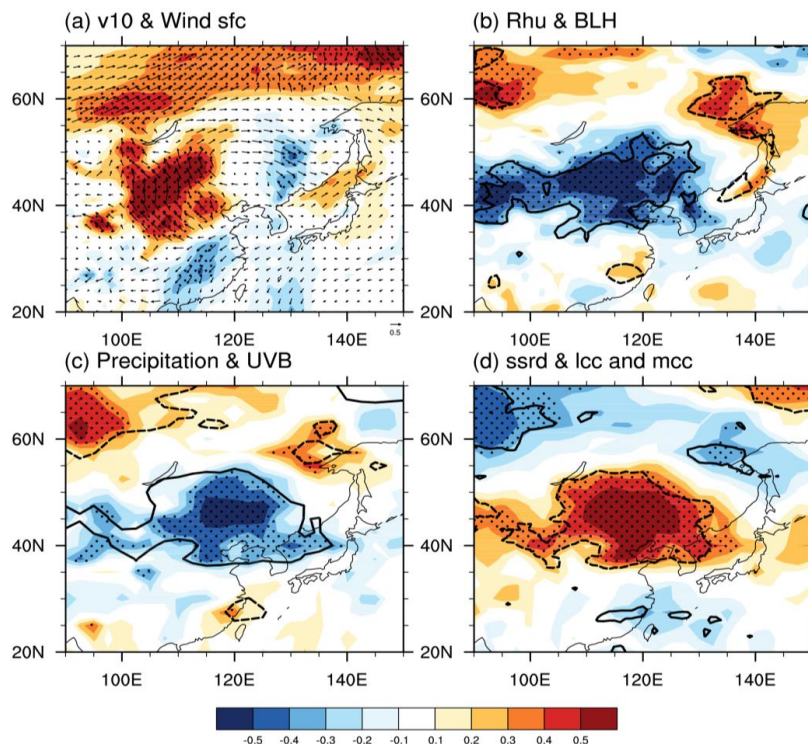 (a) v10 & Wind sfc
(b) Rhu & BLH
60N
40N
20N
100E
120E
140E
0.5
60N
40N
20N
100E
120E
140E
(c) Precipitation & UVB
(d) ssrd & lcc and mcc
60N
40N
20N
100E
120E
140E
60N
40N
20N
100E
120E
140E
-0.5
-0.4
-0.3
-0.2
-0.1
0.1
0.2
0.3
0.4
0.5